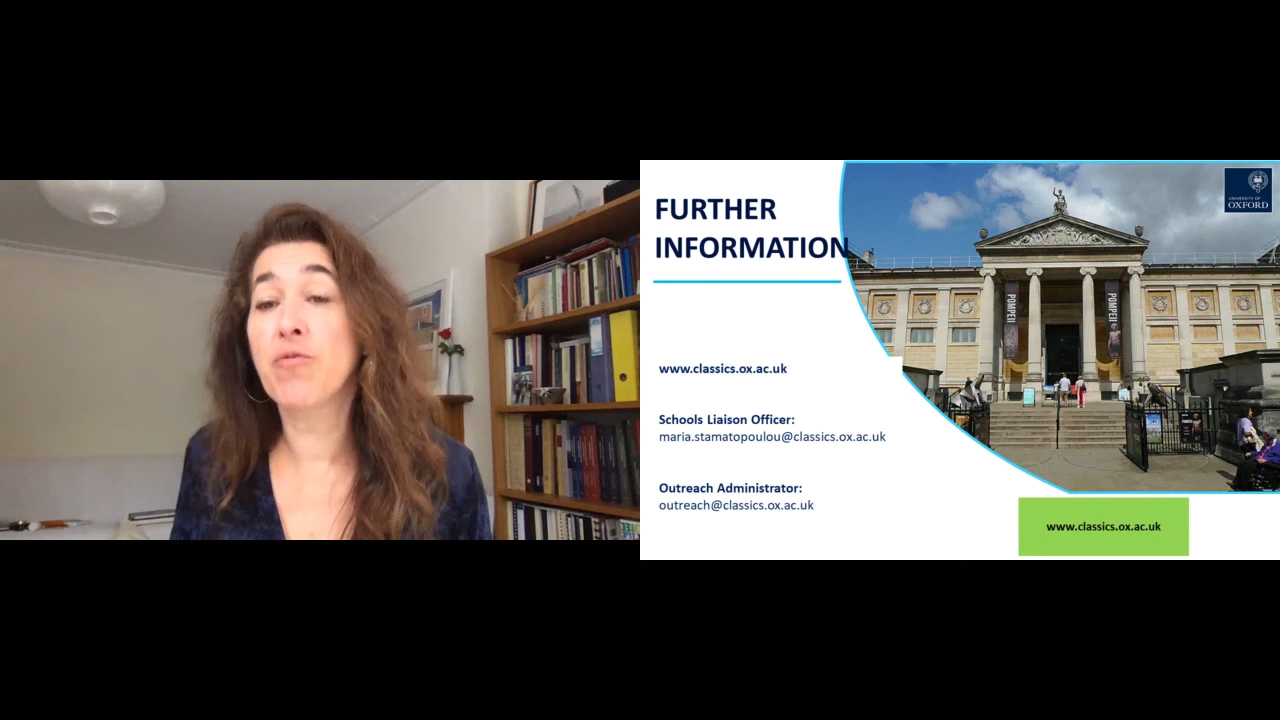 FURTHER
INFORMATION
www.classics.ox.ac.uk
Schools Liaison Officer:
maria.stamatopoulou@classics.ox.ac.uk
Outreach Administrator:
outreach@classics.ox.ac.uk
UNIVERSITY OF
OXFORD
POMPEII
POMPEII
www.classics.ox.ac.uk